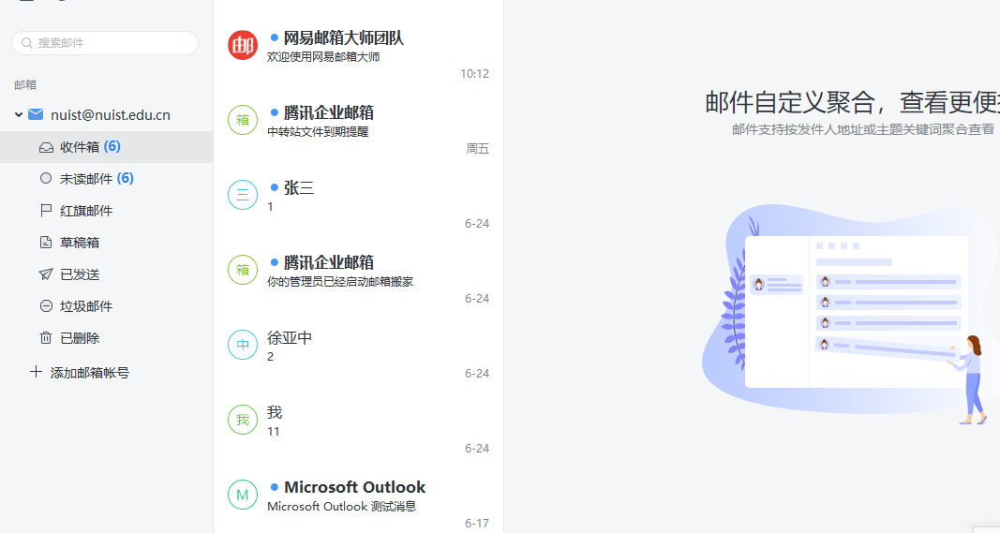 搜索邮件
邮箱
nuist@nuist.edu.cn
收件箱 (6)
未读邮件 (6)
红旗邮件
草稿箱
已发送
垃圾邮件
已删除
添加邮箱帐号
邮
网易邮箱大师团队
欢迎使用网易邮箱大师
10:12
箱
腾讯企业邮箱
中转站文件到期提醒
周五
三
张三
1
6-24
箱
腾讯企业邮箱
你的管理员已经启动邮箱搬家
6-24
中
徐亚中
2
6-24
我
我
11
6-24
M
Microsoft Outlook
Microsoft Outlook 测试消息
6-17
邮件自定义聚合，查看更便
邮件支持按发件人地址或主题关键词聚合查看